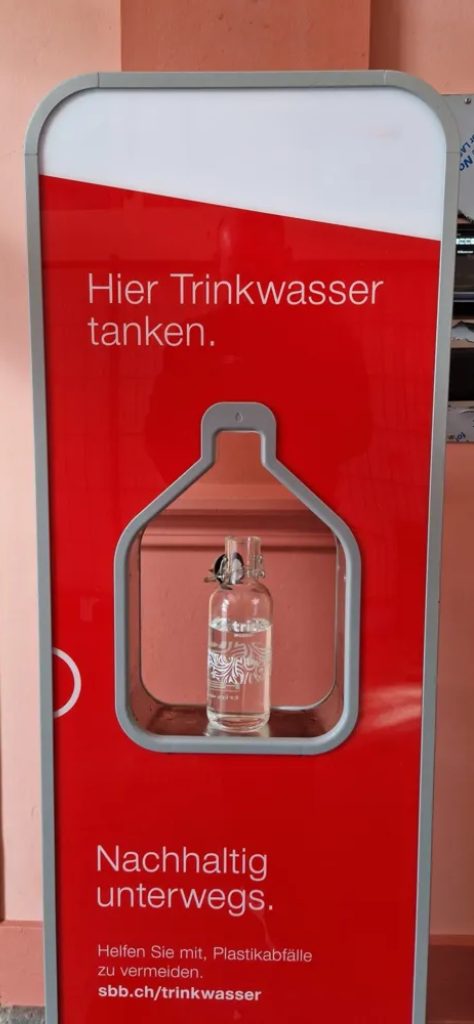 Hier Trinkwasser
tanken.
Nachhaltig
unterwegs.
Helfen Sie mit, Plastikabfälle
zu vermeiden.
sbb.ch/trinkwasser